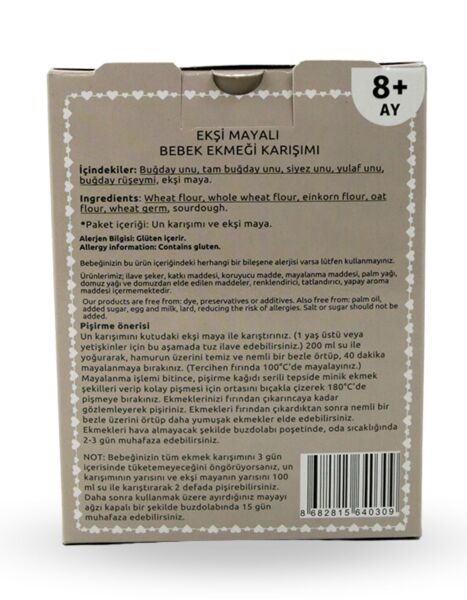 8+
AY
EKŞİ MAYALI
BEBEK EKMEĞİ KARIŞIMI
İçindekiler: Buğday unu, tam buğday unu, siyez unu, yulaf unu,
buğday rüşeymi, ekşi maya.
Ingredients: Wheat flour, whole wheat flour, einkorn flour, oat
flour, wheat germ, sourdough.
*Paket içeriği: Un karışımı ve ekşi maya.
Alerjen Bilgisi: Glüten içerir.
Allergy information: Contains gluten.
Bebeğinizin bu ürün içeriğindeki herhangi bir bileşene alerjisi varsa lütfen kullanmayınız.
Ürünlerimiz; ilave şeker, katkı maddesi, koruyucu madde, mayalanma maddesi, palm yağı,
domuz yağı ve domuzdan elde edilen maddeler, renklendirici, tatlandırıcı, yapay aroma
maddesi içermemektedir.
Our products are free from: dye, preservatives or additives. Also free from: palm oil,
added sugar, egg and milk, lard, reducing the risk of allergies. Salt or sugar should not be
added.
Pişirme önerisi
Un karışımını kutudaki ekşi maya ile karıştırınız. (1 yaş üstü veya
yetişkinler için bu aşamada tuz ilave edebilirsiniz.) 200 ml su ile
yoğurarak, hamurun üzerini temiz ve nemli bir bezle örtüp, 40 dakika
mayalanmaya bırakınız. (Tercihen fırında 100°C'de mayalayınız.)
Mayalanma işlemi bitince, pişirme kağıdı serili tepside minik ekmek
şekilleri verip kolay pişmesi için ortasını bıçakla çizerek 180°C'de
pişmeye bırakınız. Ekmeklerinizi fırından çıkarıncaya kadar
gözlemleyerek pişiriniz. Ekmekleri fırından çıkardıktan sonra nemli bir
bezle üzerini örtüp daha yumuşak ekmekler elde edebilirsiniz.
Ekmekleri hava almayacak şekilde buzdolabı poşetinde, oda sıcaklığında
2-3 gün muhafaza edebilirsiniz.
NOT: Bebeğinizin tüm ekmek karışımını 3 gün
içerisinde tüketemeyeceğini öngörüyorsanız, un
karışımının yarısını ve ekşi mayanın yarısını 100
ml su ile karıştırarak 2 defada pişirebilirsiniz.
Daha sonra kullanmak üzere ayırdığınız mayayı
ağzı kapalı bir şekilde buzdolabında 15 gün
muhafaza edebilirsiniz.
8 682815 640309